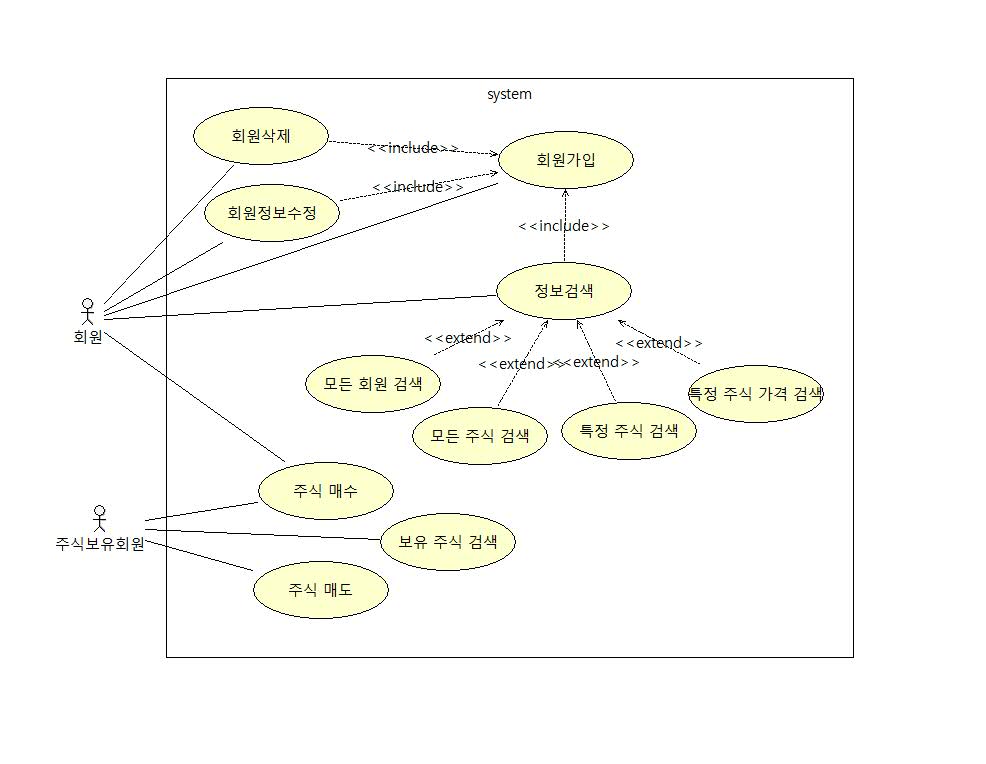 system
회원삭제
<<include>>
회원가입
<<include>>
회원정보수정
<<include>>
정보검색
회원
<<extend>>
<<extend>>
<<extend>>
<<extend>>
모든 회원 검색
특정 주식 가격 검색
모든 주식 검색
특정 주식 검색
주식 매수
주식보유회원
보유 주식 검색
주식 매도